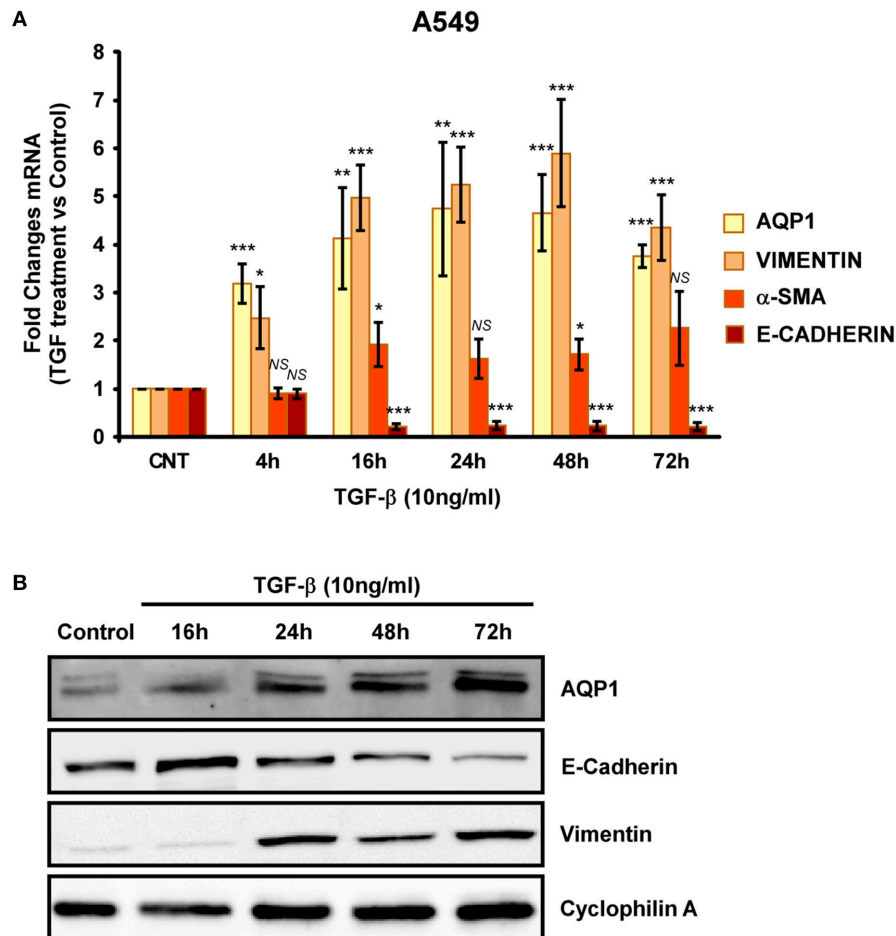 A
A549
Fold Changes mRNA
(TGF treatment vs Control)
8
7
6
5
4
3
2
1
0
***
*
NS
NS
**
***
*
***
**
***
NS
***
***
***
*
***
***
***
NS
***
AQP1
VIMENTIN
α-SMA
E-CADHERIN
CNT 4h 16h 24h 48h 72h
TGF-β (10ng/ml)
B
TGF-β (10ng/ml)
Control 16h 24h 48h 72h
AQP1
E-Cadherin
Vimentin
Cyclophilin A